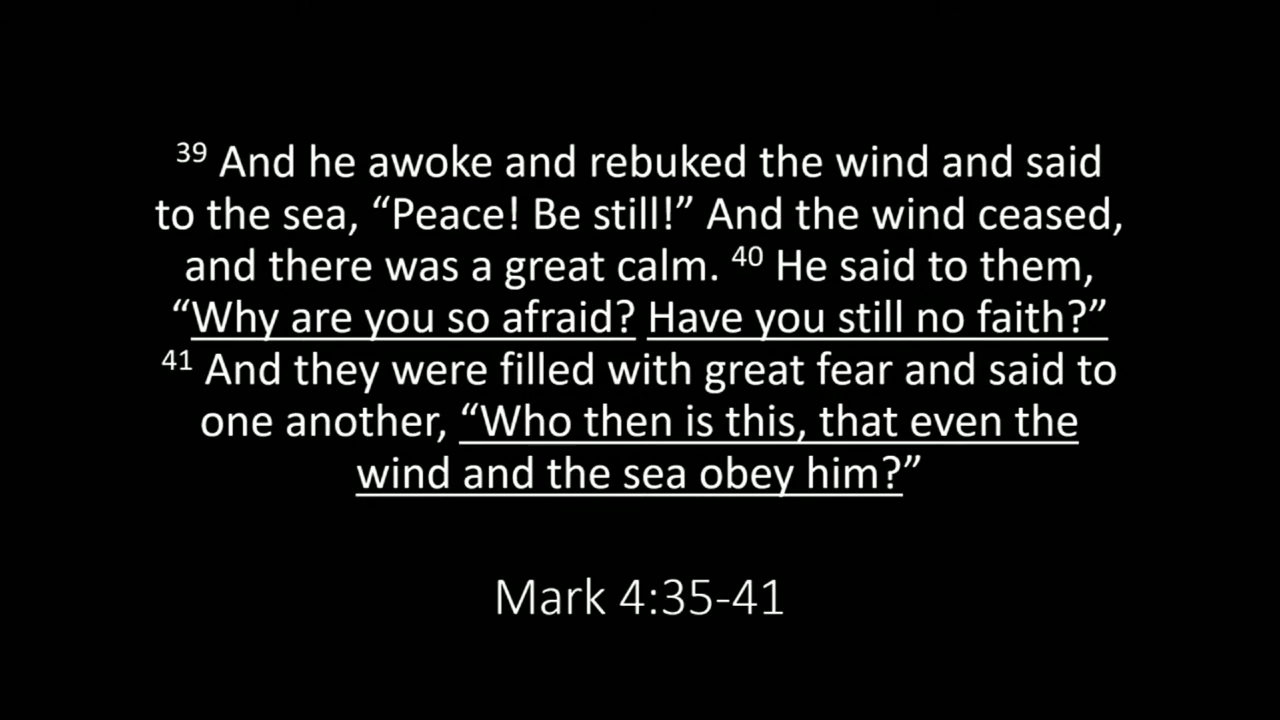 39 And he awoke and rebuked the wind and said
to the sea, “Peace! Be still!” And the wind ceased,
and there was a great calm. 40 He said to them,
“Why are you so afraid? Have you still no faith?”
41 And they were filled with great fear and said to
one another, “Who then is this, that even the
wind and the sea obey him?”
Mark 4:35-41